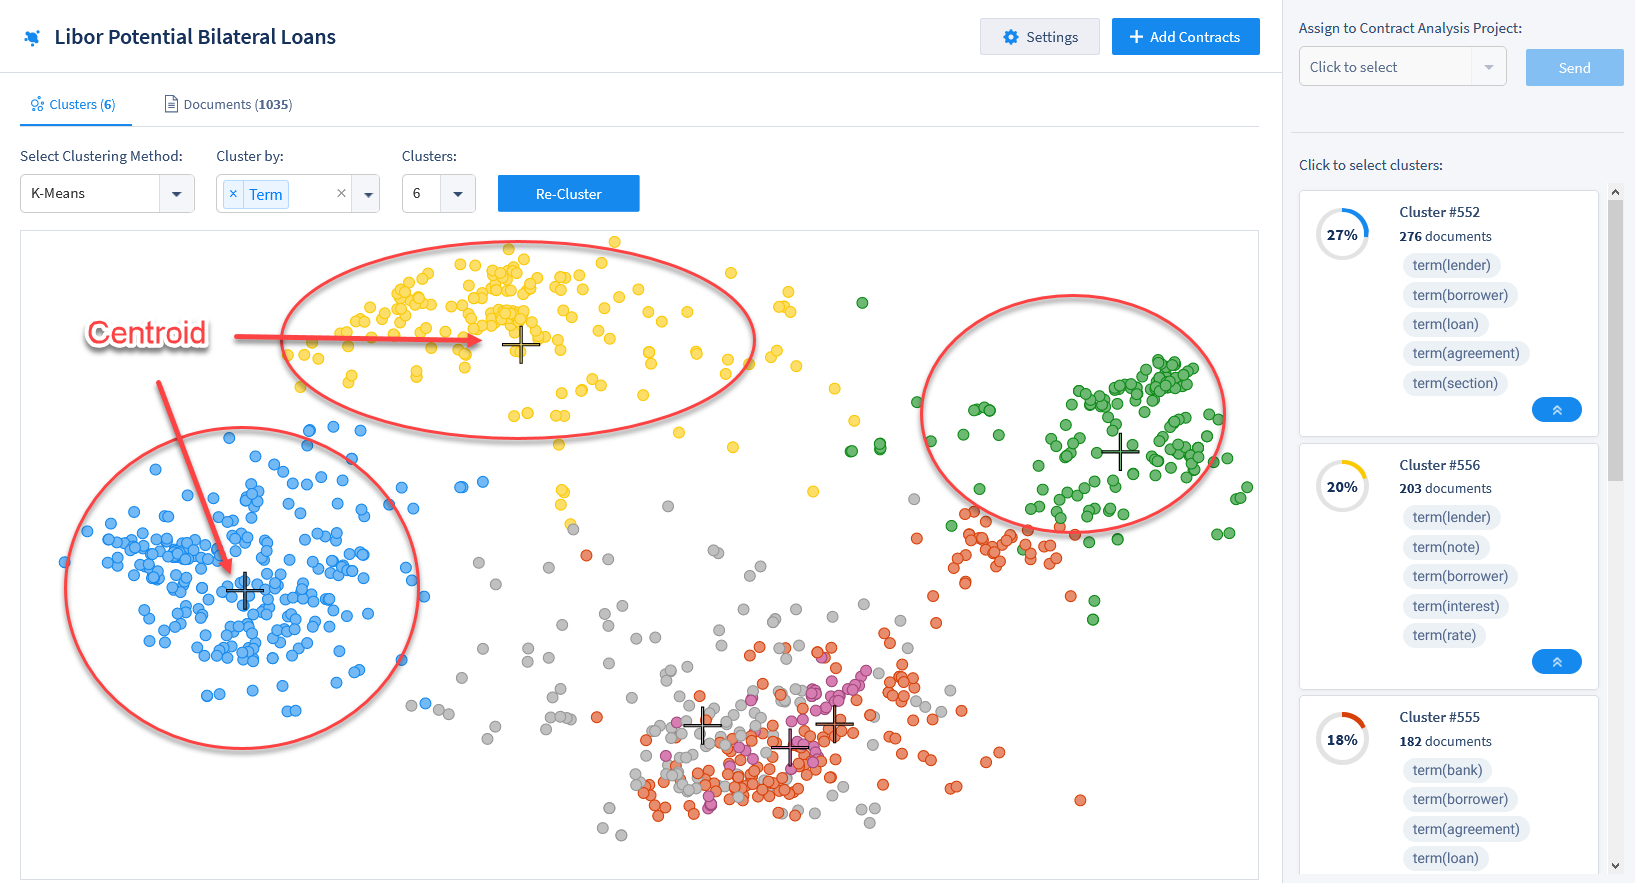 Libor Potential Bilateral Loans
Settings
+ Add Contracts
Clusters (6)
Documents (1035)
Select Clustering Method:
Cluster by:
Clusters:
K-Means
× Term ×
6
Re-Cluster
Centroid
Assign to Contract Analysis Project:
Click to select
Send
Click to select clusters:
27%
Cluster #552
276 documents
term(lender)
term(borrower)
term(loan)
term(agreement)
term(section)
20%
Cluster #556
203 documents
term(lender)
term(note)
term(borrower)
term(interest)
term(rate)
18%
Cluster #555
182 documents
term(bank)
term(borrower)
term(agreement)
term(loan)